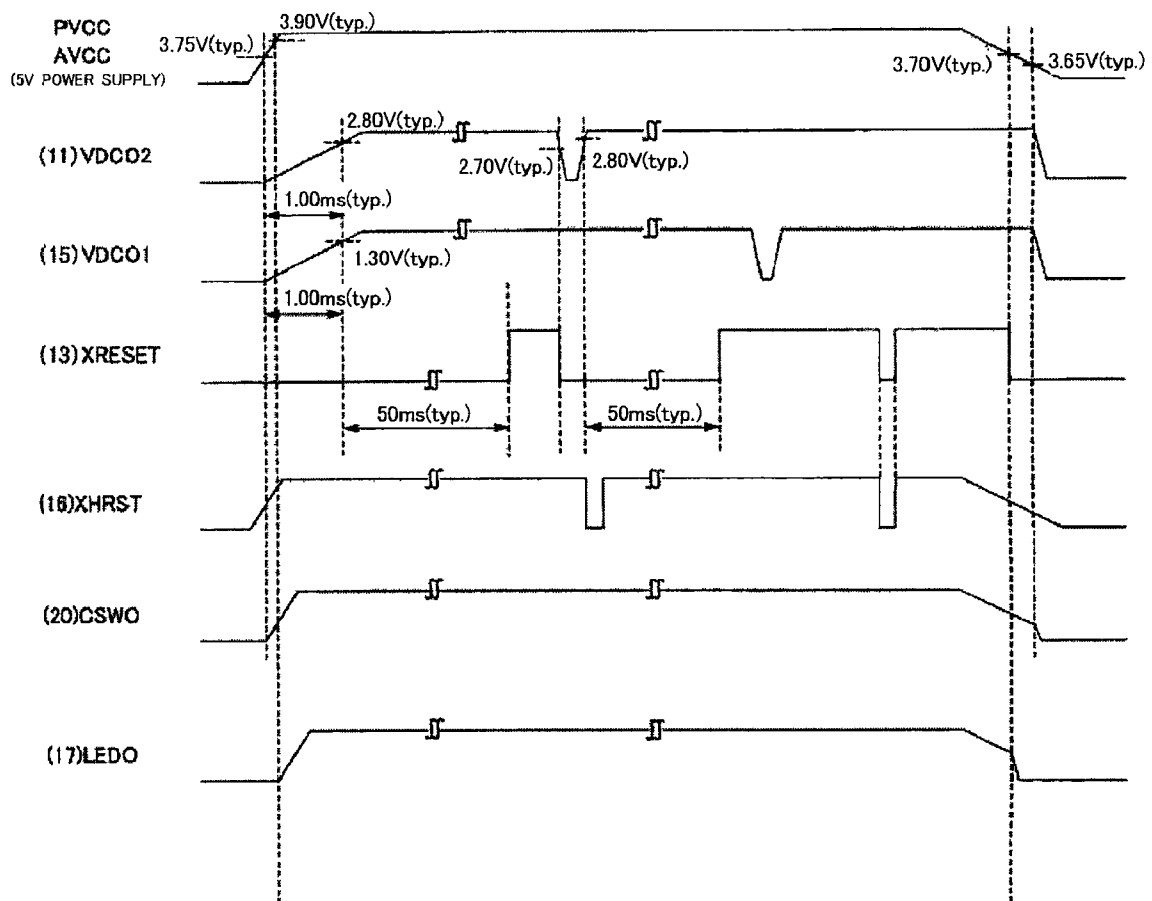 PVCC
3.90V(typ.)
3.75V(typ.)
AVCC
(5V POWER SUPPLY)
3.70V(typ.)
3.65V(typ.)
2.80V(typ.)
(11)VDCO2
2.70V(typ.)
2.80V(typ.)
1.00ms(typ.)
(15)VDCO1
1.30V(typ.)
1.00ms(typ.)
(13)XRESET
50ms(typ.)
50ms(typ.)
(16)XHRST
(20)CSWO
(17)LEDO